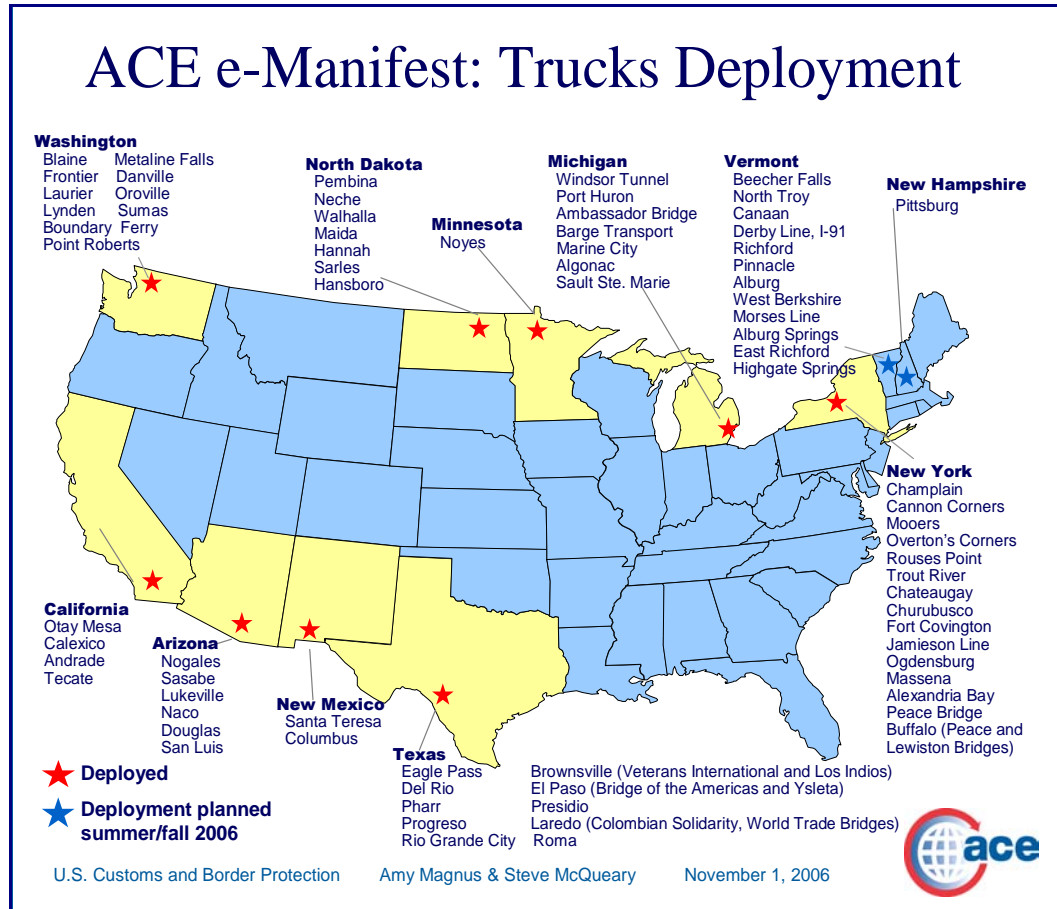 ACE e-Manifest: Trucks Deployment
Washington
Blaine Metaline Falls
Frontier Danville
Laurier Oroville
Lynden Sumas
Boundary Ferry
Point Roberts
North Dakota
Pembina
Neche
Walhalla
Maida
Hannah
Sarles
Hansboro
Minnesota
Noyes
Michigan
Windsor Tunnel
Port Huron
Ambassador Bridge
Barge Transport
Marine City
Algonac
Sault Ste. Marie
Vermont
Beecher Falls
North Troy
Canaan
Derby Line, I-91
Richford
Pinnacle
Alburg
West Berkshire
Morses Line
Alburg Springs
East Richford
Highgate Springs
New Hampshire
Pittsburg
New York
Champlain
Cannon Corners
Mooers
Overton's Corners
Rouses Point
Trout River
Chateaugay
Churubusco
Fort Covington
Jamieson Line
Ogdensburg
Massena
Alexandria Bay
Peace Bridge
Buffalo (Peace and
Lewiston Bridges)
California
Otay Mesa
Calexico
Andrade
Tecate
Arizona
Nogales
Sasabe
Lukeville
Naco
Douglas
San Luis
New Mexico
Santa Teresa
Columbus
Texas
Eagle Pass Brownsville (Veterans International and Los Indios)
Del Rio El Paso (Bridge of the Americas and Ysleta)
Pharr Presidio
Progreso Laredo (Colombian Solidarity, World Trade Bridges)
Rio Grande City Roma
Deployed
Deployment planned
summer/fall 2006
ace
U.S. Customs and Border Protection Amy Magnus & Steve McQueary November 1, 2006